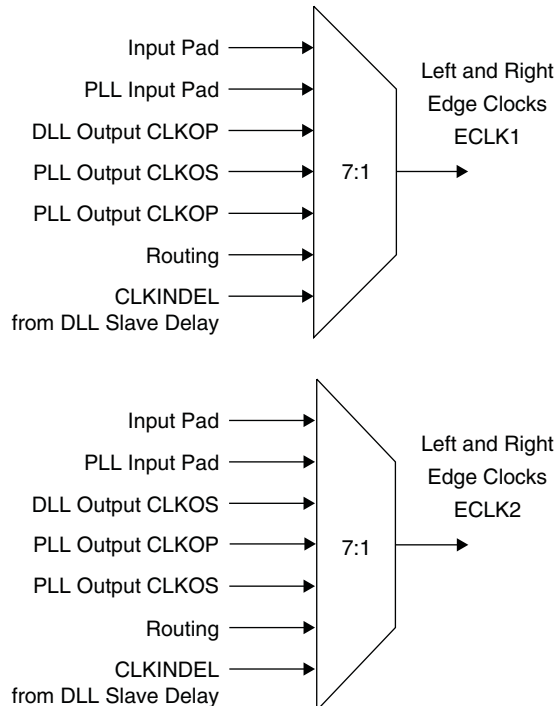 Input Pad
PLL Input Pad
DLL Output CLKOP
PLL Output CLKOS
PLL Output CLKOP
Routing
CLKINDEL
from DLL Slave Delay
7:1
Left and Right
Edge Clocks
ECLK1
Input Pad
PLL Input Pad
DLL Output CLKOS
PLL Output CLKOP
PLL Output CLKOS
Routing
CLKINDEL
from DLL Slave Delay
7:1
Left and Right
Edge Clocks
ECLK2